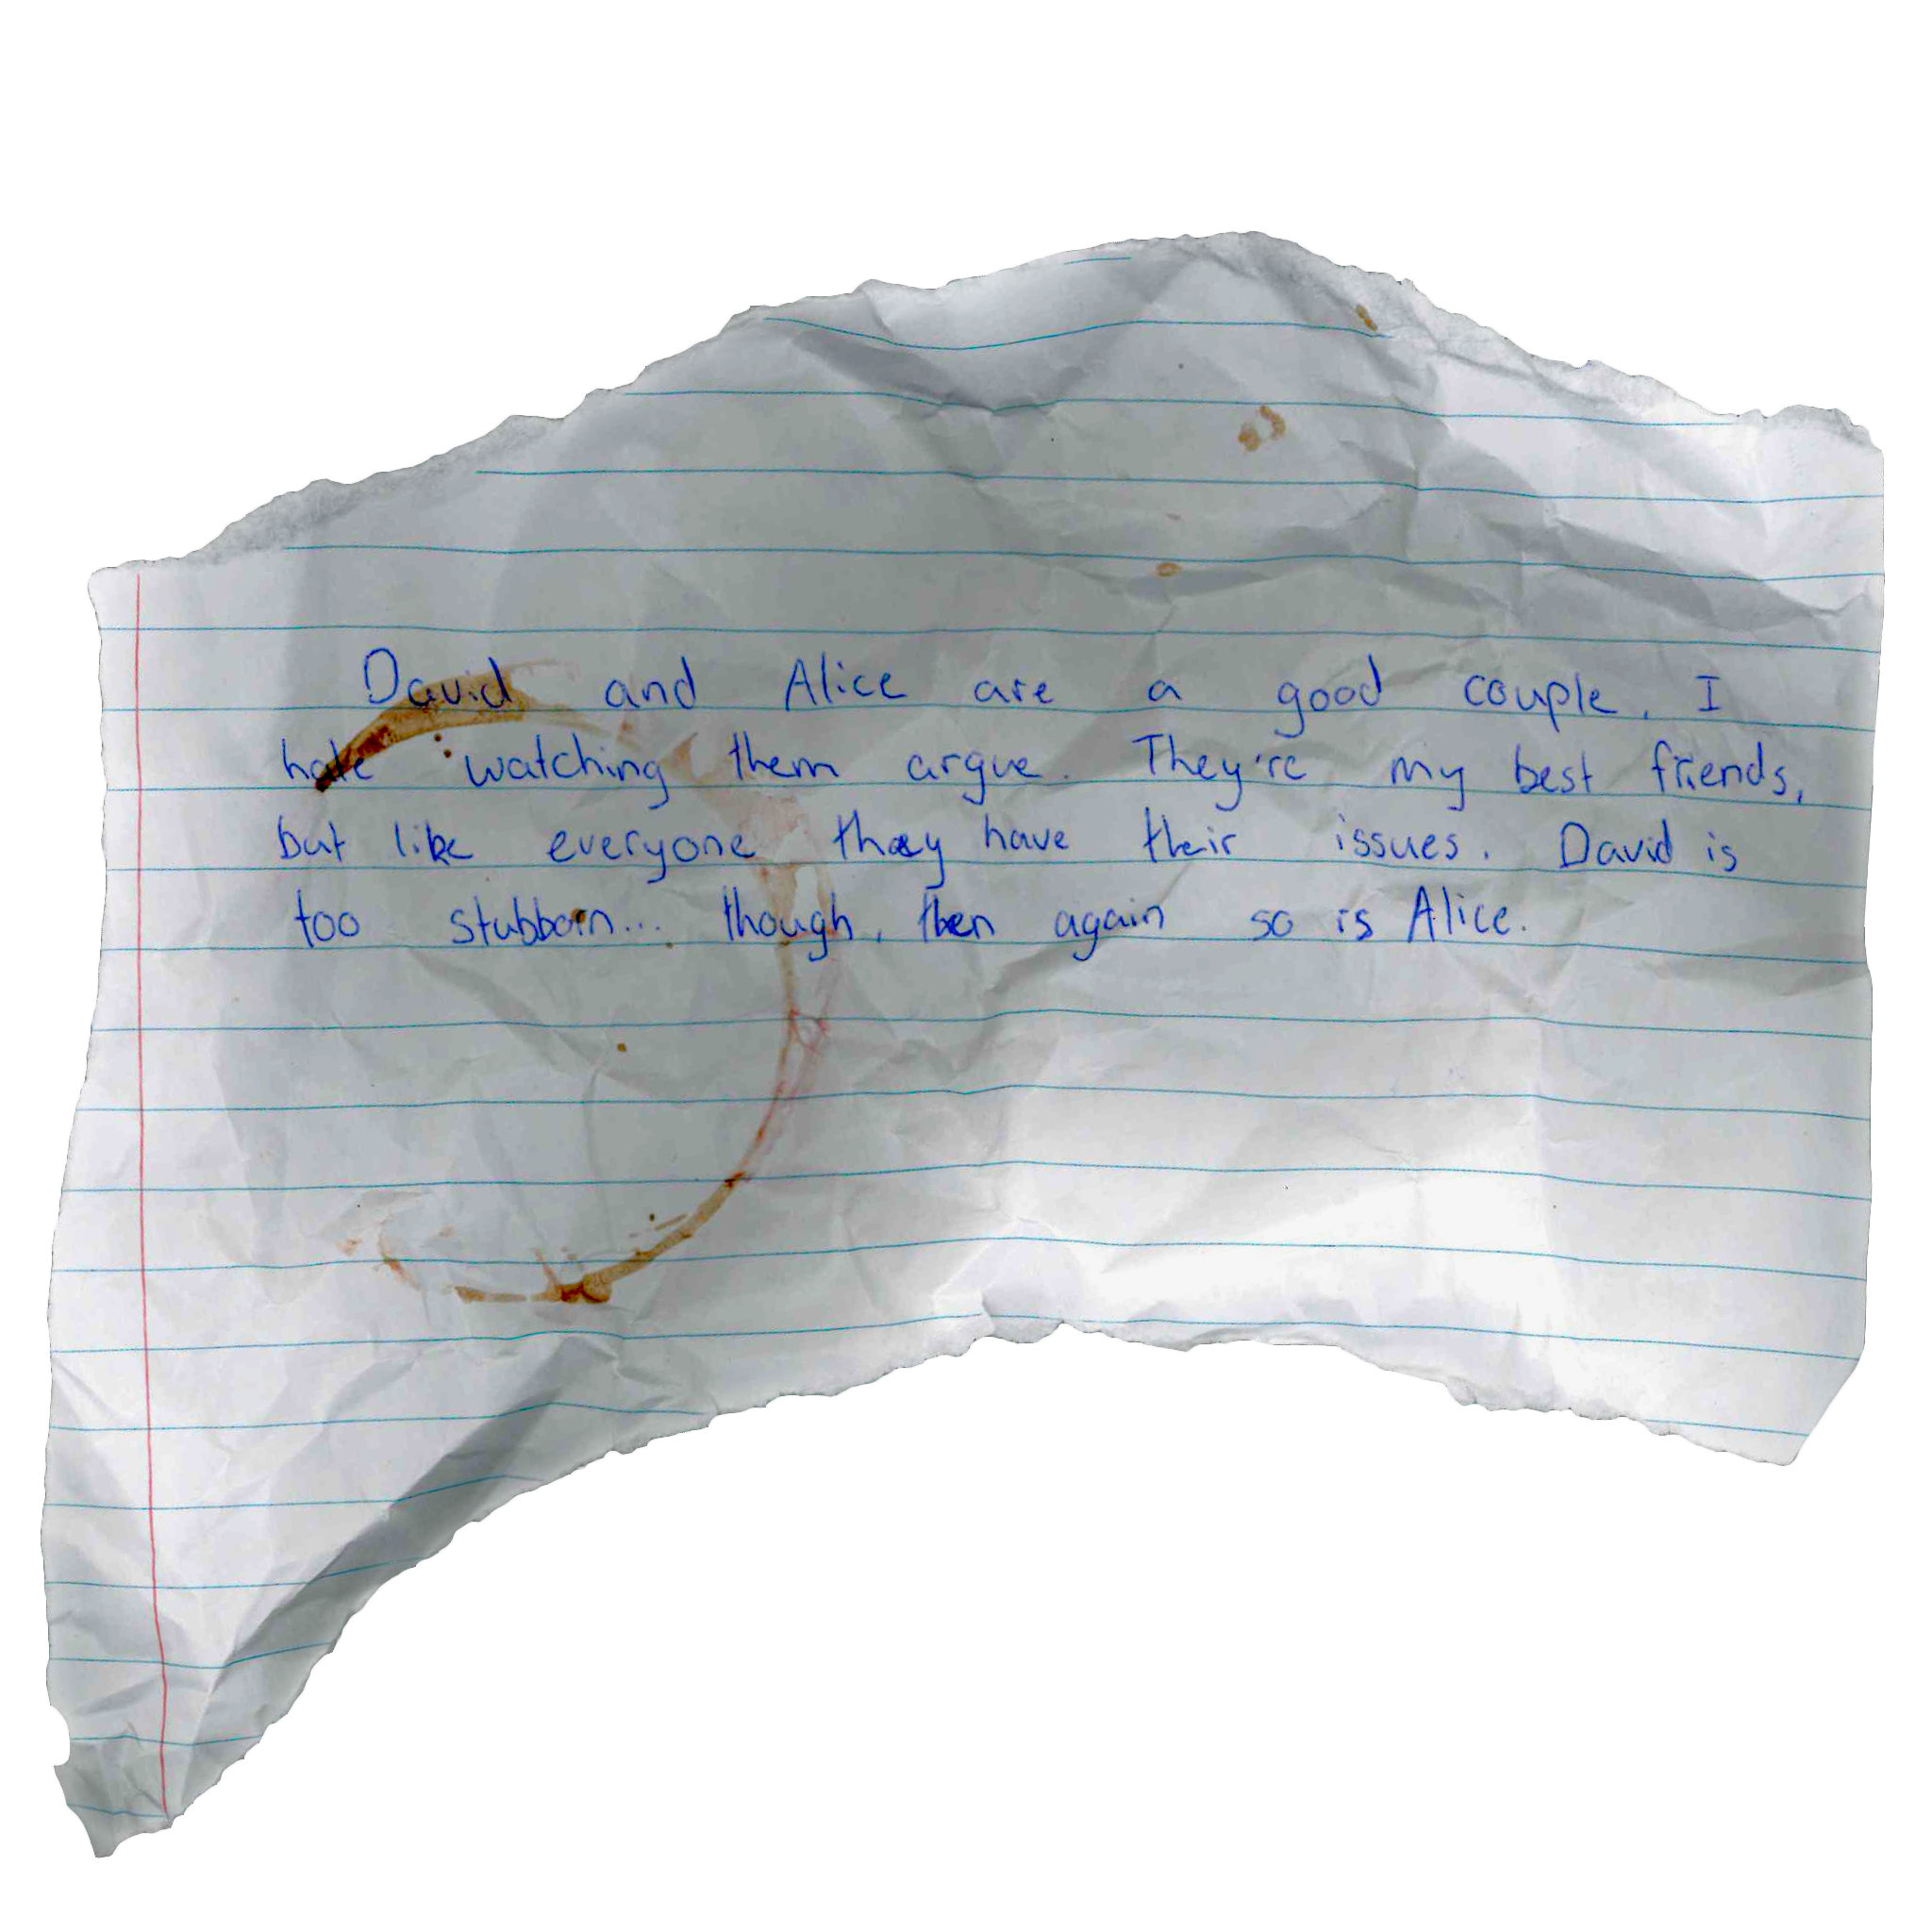 David and Alice are a good couple. I
hate watching them argue. They're my best friends,
but like everyone they have their issues. David is
too stubborn... though, then again so is Alice.